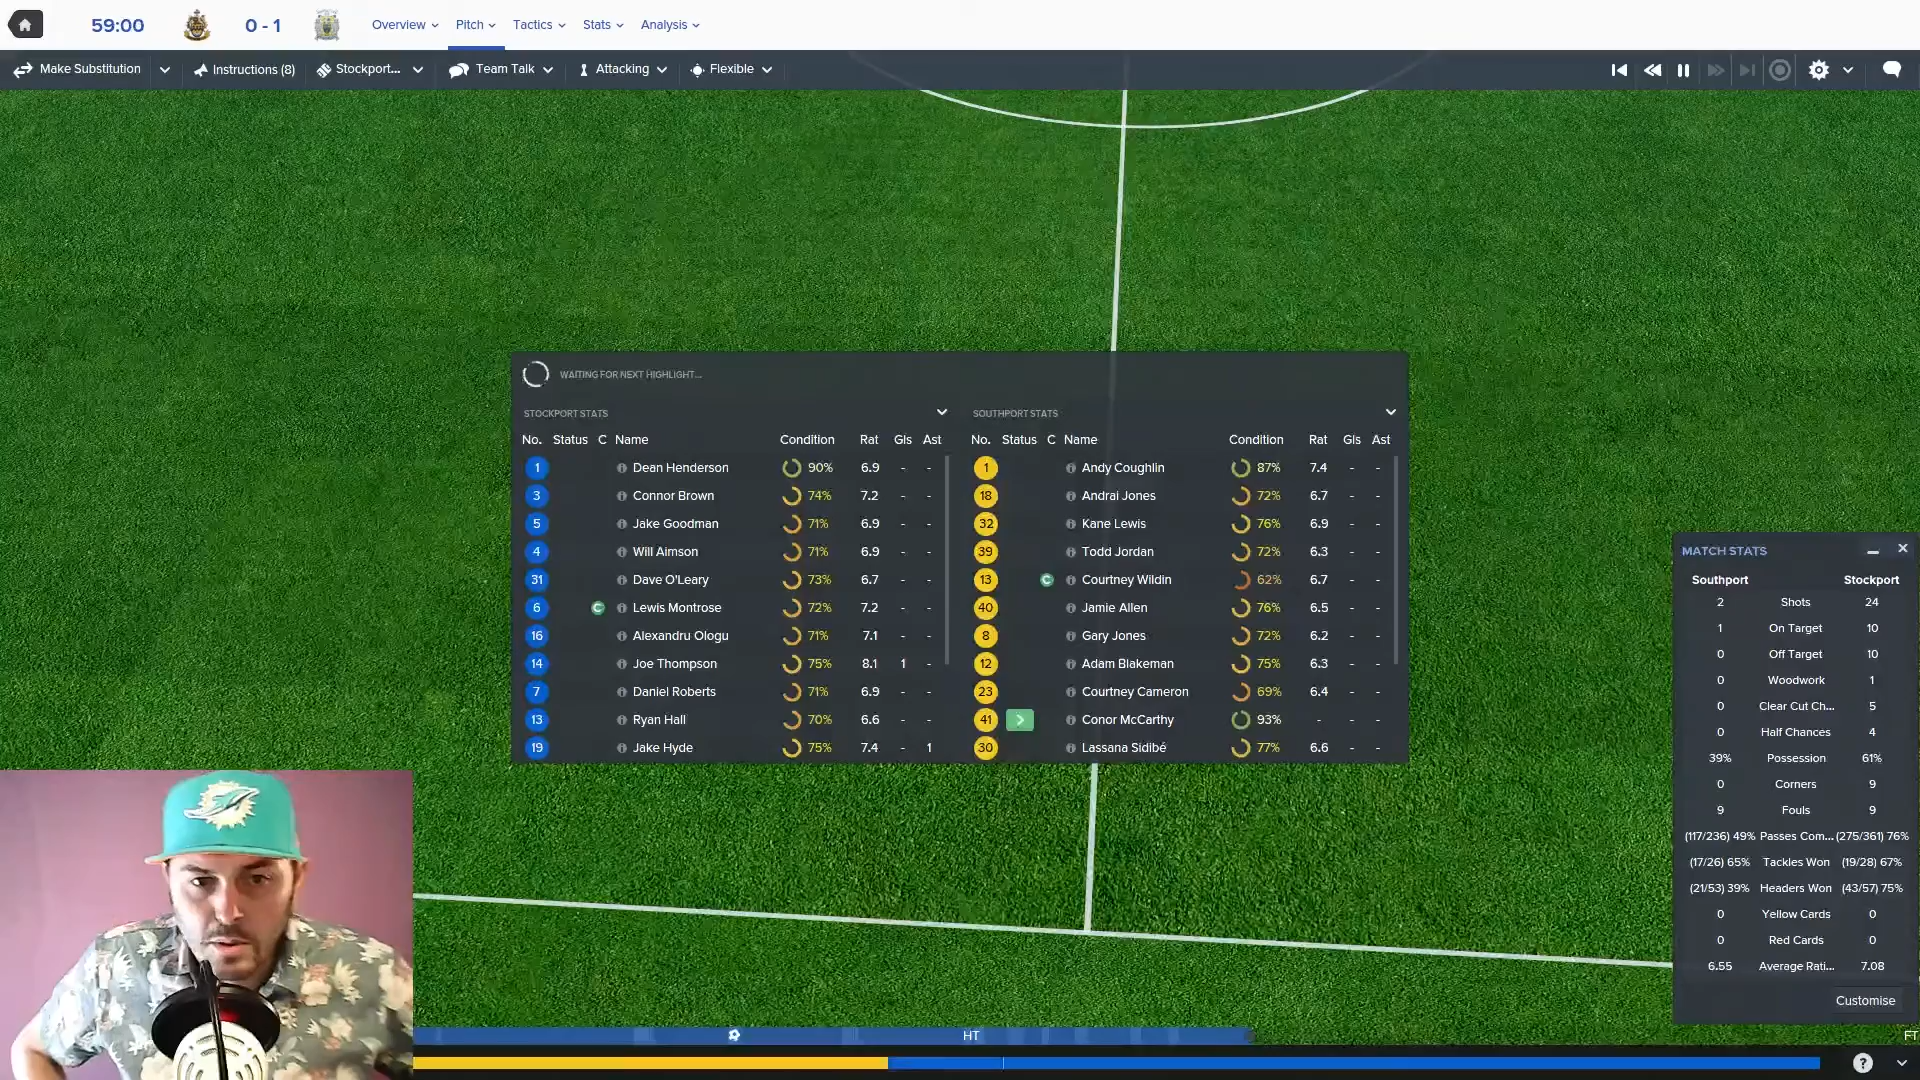 59:00 0 - 1 Overview Pitch Tactics Stats Analysis
Make Substitution Instructions (8) Stockport... Team Talk Attacking Flexible
WAITING FOR NEXT HIGHLIGHT...
STOCKPORT STATS
No. Status C Name Condition Rat Gls Ast
1 Dean Henderson 90% 6.9 - -
3 Connor Brown 74% 7.2 - -
5 Jake Goodman 71% 6.9 - -
4 Will Aimson 71% 6.9 - -
31 Dave O'Leary 73% 6.7 - -
6 C Lewis Montrose 72% 7.2 - -
16 Alexandru Ologu 71% 7.1 - -
14 Joe Thompson 75% 8.1 1 -
7 Daniel Roberts 71% 6.9 - -
13 Ryan Hall 70% 6.6 - -
19 Jake Hyde 75% 7.4 - 1
SOUTHPORT STATS
No. Status C Name Condition Rat Gls Ast
1 Andy Coughlin 87% 7.4 - -
18 Andrai Jones 72% 6.7 - -
32 Kane Lewis 76% 6.9 - -
39 Todd Jordan 72% 6.3 - -
13 C Courtney Wildin 62% 6.7 - -
40 Jamie Allen 76% 6.5 - -
8 Gary Jones 72% 6.2 - -
12 Adam Blakeman 75% 6.3 - -
23 Courtney Cameron 69% 6.4 - -
41 Conor McCarthy 93% - - -
30 Lassana Sidibé 77% 6.6 - -
MATCH STATS
Southport Stockport
2 Shots 24
1 On Target 10
0 Off Target 10
0 Woodwork 1
0 Clear Cut Ch... 5
0 Half Chances 4
39% Possession 61%
0 Corners 9
9 Fouls 9
(117/236) 49% Passes Com... (275/361) 76%
(17/26) 65% Tackles Won (19/28) 67%
(21/53) 39% Headers Won (43/57) 75%
0 Yellow Cards 0
0 Red Cards 0
6.55 Average Rati... 7.08
Customise
HT FT
?